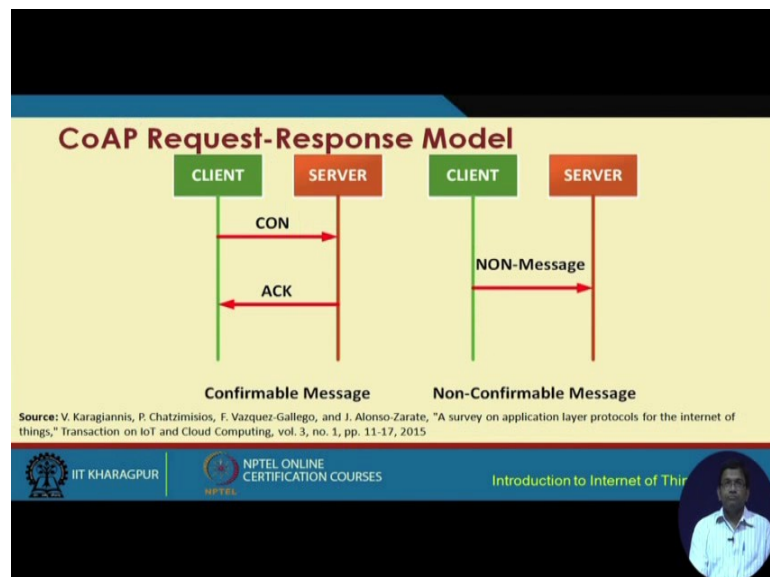 CoAP Request-Response Model
CLIENT SERVER CLIENT SERVER
CON
NON-Message
ACK
Confirmable Message Non-Confirmable Message
Source: V. Karagiannis, P. Chatzimisios, F. Vazquez-Gallego, and J. Alonso-Zarate, "A survey on application layer protocols for the internet of
things," Transaction on IoT and Cloud Computing, vol. 3, no. 1, pp. 11-17, 2015
IIT KHARAGPUR
NPTEL
NPTEL ONLINE
CERTIFICATION COURSES
Introduction to Internet of Thin